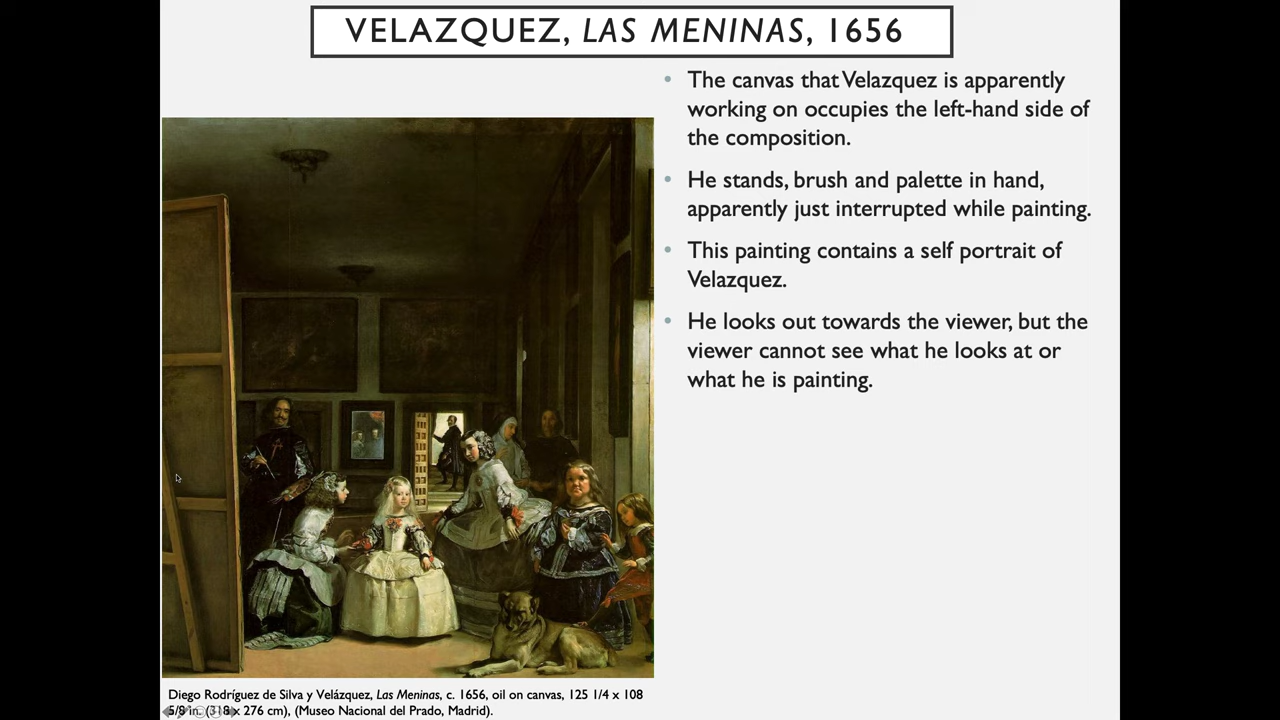 VELAZQUEZ, LAS MENINAS, 1656
• The canvas that Velazquez is apparently
working on occupies the left-hand side of
the composition.
• He stands, brush and palette in hand,
apparently just interrupted while painting.
• This painting contains a self portrait of
Velazquez.
• He looks out towards the viewer, but the
viewer cannot see what he looks at or
what he is painting.
Diego Rodríguez de Silva y Velázquez, Las Meninas, c. 1656, oil on canvas, 125 1/4 x 108
5/8 in. (318 x 276 cm), (Museo Nacional del Prado, Madrid).